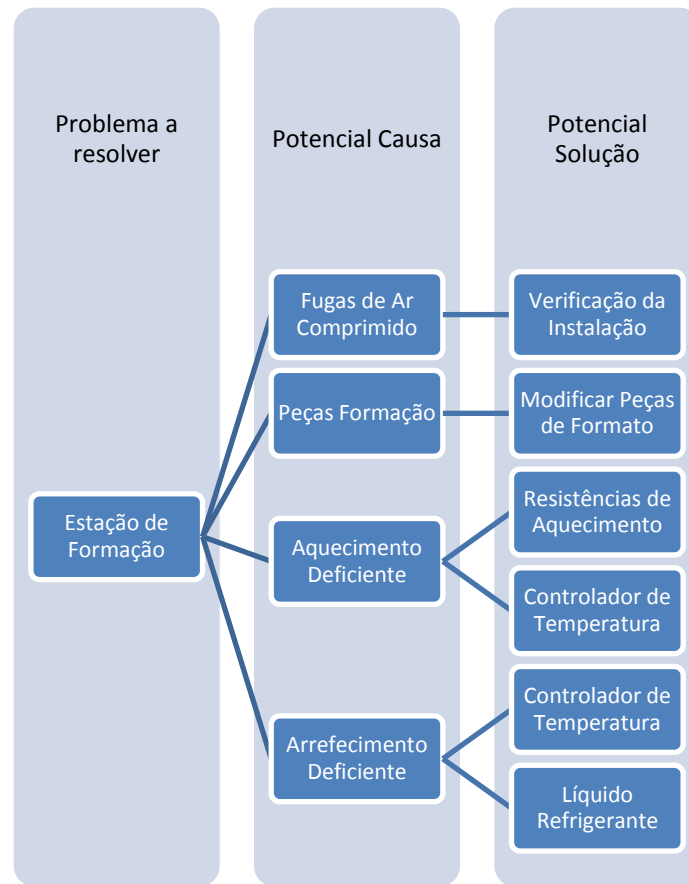 Problema a
resolver
Potencial Causa
Potencial
Solução
Estação de
Formação
Fugas de Ar
Comprimido
Peças Formação
Aquecimento
Deficiente
Arrefecimento
Deficiente
Verificação da
Instalação
Modificar Peças
de Formato
Resistências de
Aquecimento
Controlador de
Temperatura
Controlador de
Temperatura
Líquido
Refrigerante